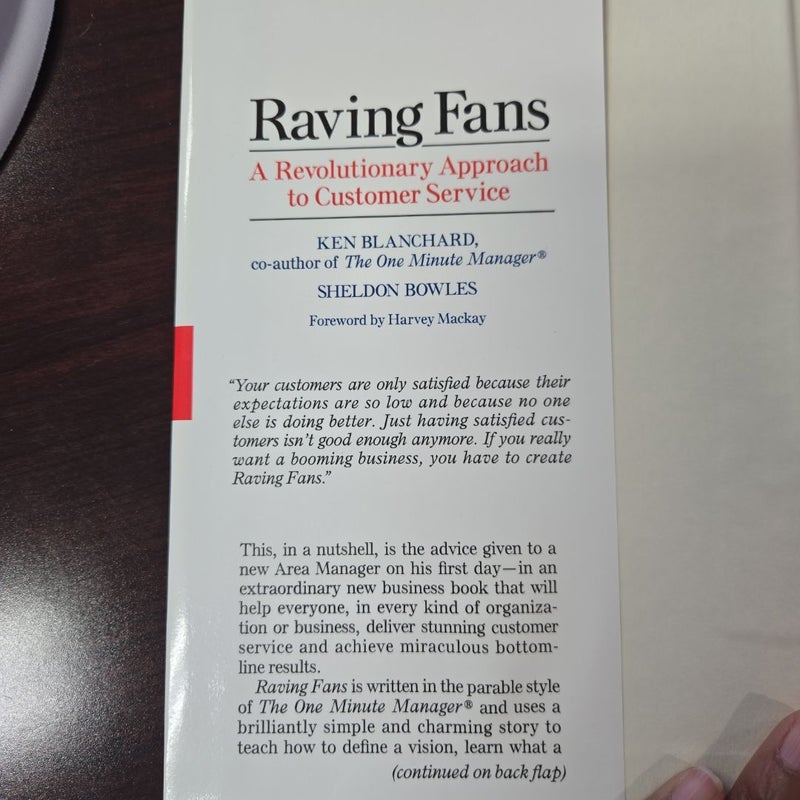 Raving Fans
A Revolutionary Approach
to Customer Service
KEN BLANCHARD,
co-author of The One Minute Manager®
SHELDON BOWLES
Foreword by Harvey Mackay
“Your customers are only satisfied because their
expectations are so low and because no one
else is doing better. Just having satisfied cus-
tomers isn’t good enough anymore. If you really
want a booming business, you have to create
Raving Fans.”
This, in a nutshell, is the advice given to a
new Area Manager on his first day—in an
extraordinary new business book that will
help everyone, in every kind of organiza-
tion or business, deliver stunning customer
service and achieve miraculous bottom-
line results.
Raving Fans is written in the parable style
of The One Minute Manager® and uses a
brilliantly simple and charming story to
teach how to define a vision, learn what a
(continued on back flap)